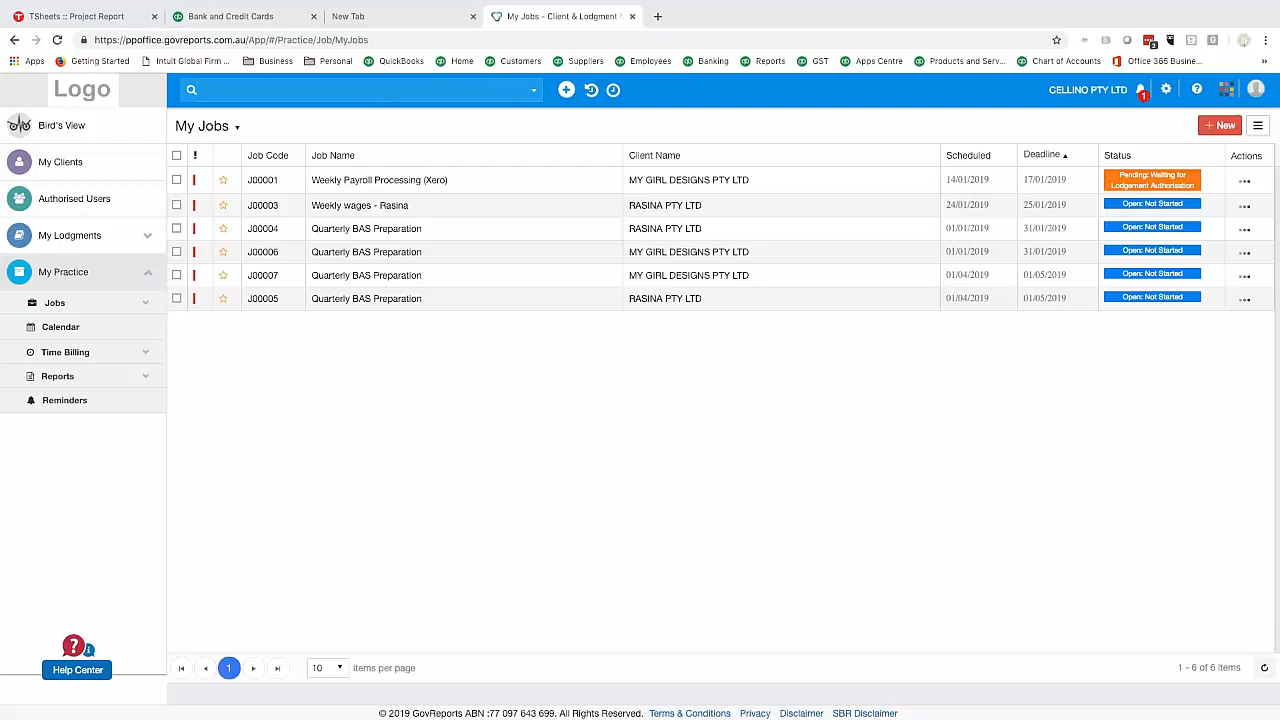 TSheets :: Project Report
Bank and Credit Cards
New Tab
My Jobs - Client & Lodgment
https://ppoffice.govreports.com.au/App/#/Practice/Job/MyJobs
Apps Getting Started Intuit Global Firm ... Business Personal QuickBooks Home Customers Suppliers Employees Banking Reports GST Apps Centre Products and Serv... Chart of Accounts Office 365 Busine... »
Logo
CELLINO PTY LTD 1
Bird's View
My Clients
Authorised Users
My Lodgments
My Practice
Jobs
Calendar
Time Billing
Reports
Reminders
Help Center
My Jobs
+ New
! Job Code Job Name Client Name Scheduled Deadline Status Actions
J00001 Weekly Payroll Processing (Xero) MY GIRL DESIGNS PTY LTD 14/01/2019 17/01/2019 Pending: Waiting for
Lodgement Authorisation
J00003 Weekly wages - Rasina RASINA PTY LTD 24/01/2019 25/01/2019 Open: Not Started
J00004 Quarterly BAS Preparation RASINA PTY LTD 01/01/2019 31/01/2019 Open: Not Started
J00006 Quarterly BAS Preparation MY GIRL DESIGNS PTY LTD 01/01/2019 31/01/2019 Open: Not Started
J00007 Quarterly BAS Preparation MY GIRL DESIGNS PTY LTD 01/04/2019 01/05/2019 Open: Not Started
J00005 Quarterly BAS Preparation RASINA PTY LTD 01/04/2019 01/05/2019 Open: Not Started
1 10 items per page 1 - 6 of 6 items
© 2019 GovReports ABN :77 097 643 699. All Rights Reserved. Terms & Conditions Privacy Disclaimer SBR Disclaimer